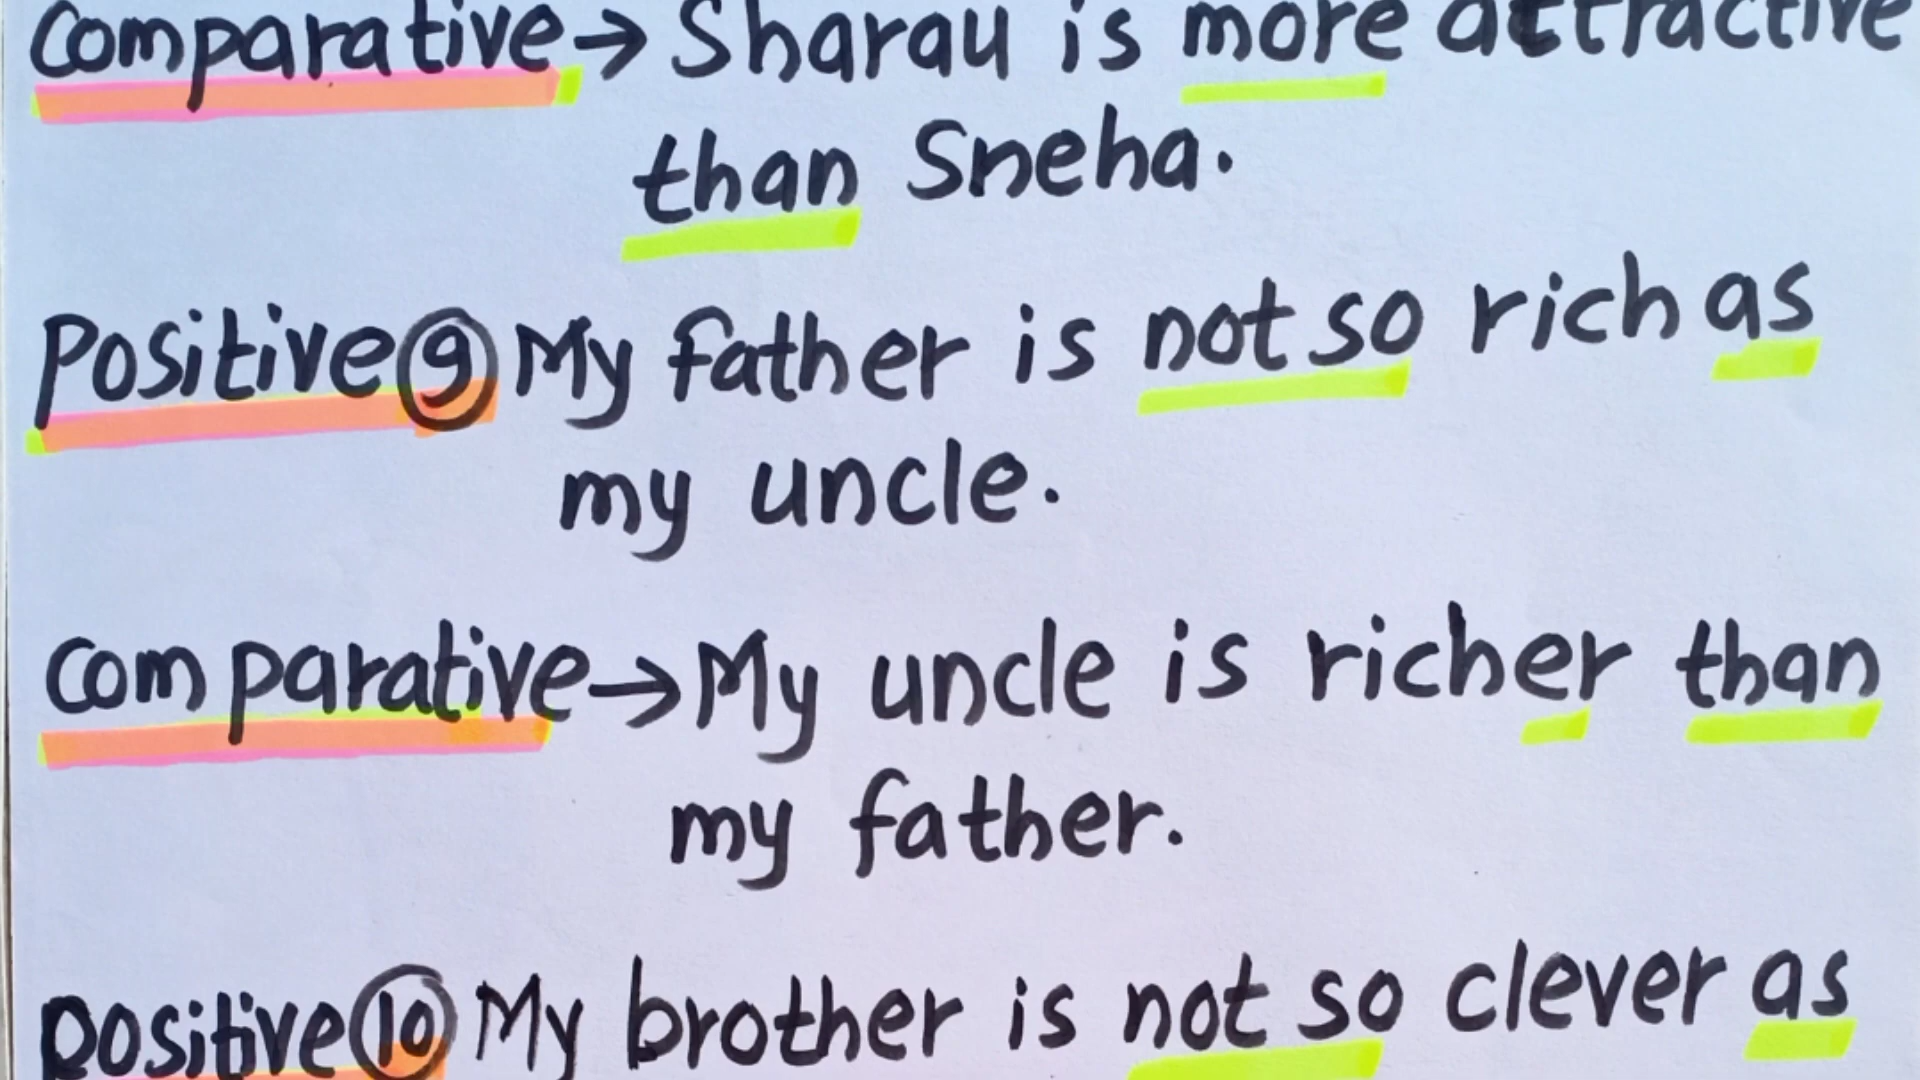 Comparative → Sharau is more attractive
than Sneha.
Positive ⑨ My father is not so rich as
my uncle.
Comparative → My uncle is richer than
my father.
Positive ⑩ My brother is not so clever as